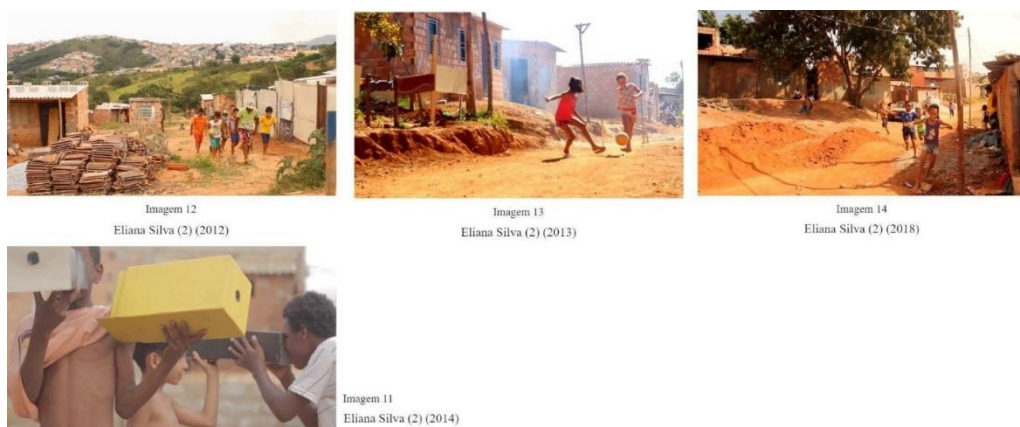 Imagem 12
Eliana Silva (2) (2012)
Imagem 13
Eliana Silva (2) (2013)
Imagem 14
Eliana Silva (2) (2018)
Imagem 11
Eliana Silva (2) (2014)